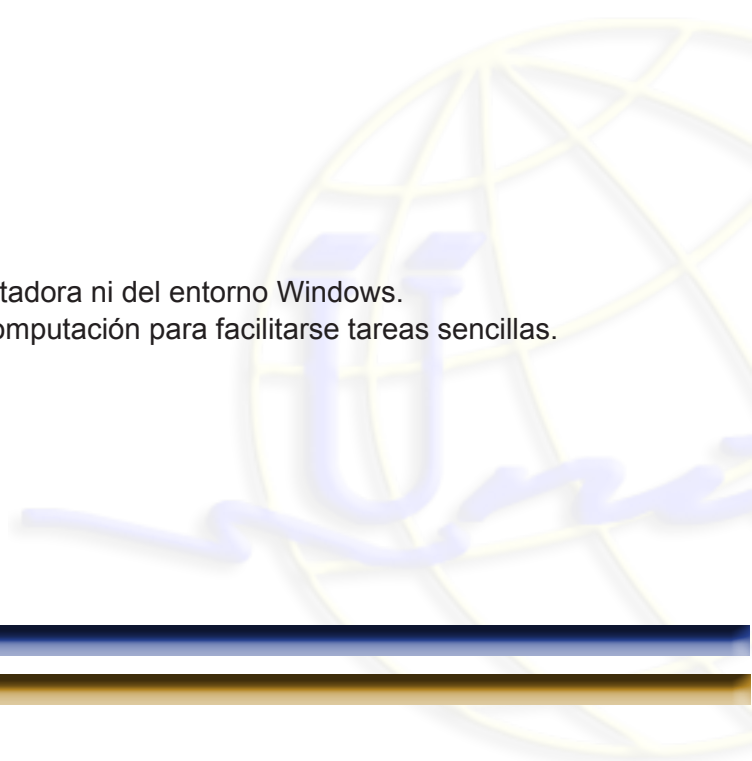 tadora ni del entorno Windows.
omputación para facilitarse tareas sencillas.